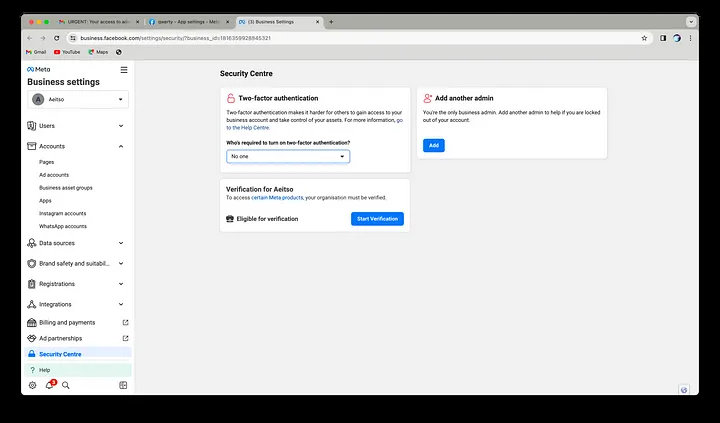 URGENT: Your access to adm
qwerty - App settings - Meta
(3) Business Settings
business.facebook.com/settings/security/?business_id=1816359928845321
Gmail
YouTube
Maps
Meta
Business settings
A
Aeitso
Users
Accounts
Pages
Ad accounts
Business asset groups
Apps
Instagram accounts
WhatsApp accounts
Data sources
Brand safety and suitabil...
Registrations
Integrations
Billing and payments
Ad partnerships
Security Centre
? Help
3
Security Centre
Two-factor authentication
Two-factor authentication makes it harder for others to gain access to your
business account and take control of your assets. For more information, go
to the Help Centre.
Who's required to turn on two-factor authentication?
No one
Verification for Aeitso
To access certain Meta products, your organisation must be verified.
Eligible for verification
Start Verification
Add another admin
You're the only business admin. Add another admin to help if you are locked
out of your account.
Add